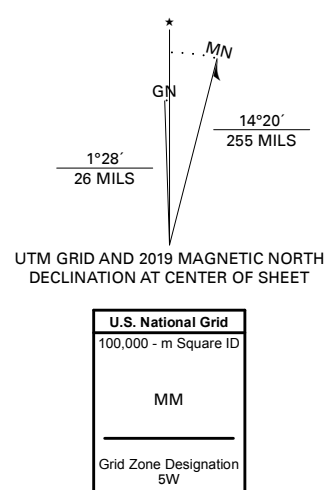 ★
MN
GN
1°28´
26 MILS
14°20´
255 MILS
UTM GRID AND 2019 MAGNETIC NORTH
DECLINATION AT CENTER OF SHEET
U.S. National Grid
100,000 - m Square ID
MM
Grid Zone Designation
5W